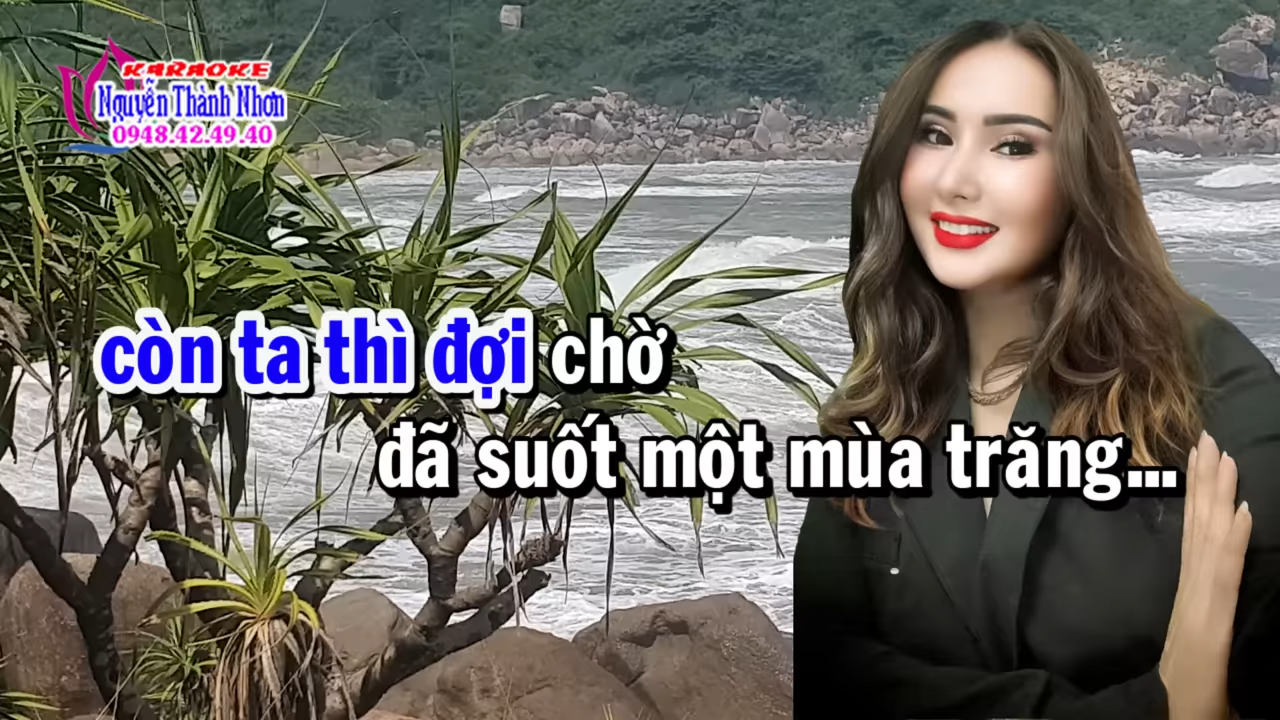 KARAOKE
Nguyễn Thành Nhơn
0948.42.49.40
còn ta thì đợi chờ
đã suốt một mùa trăng...